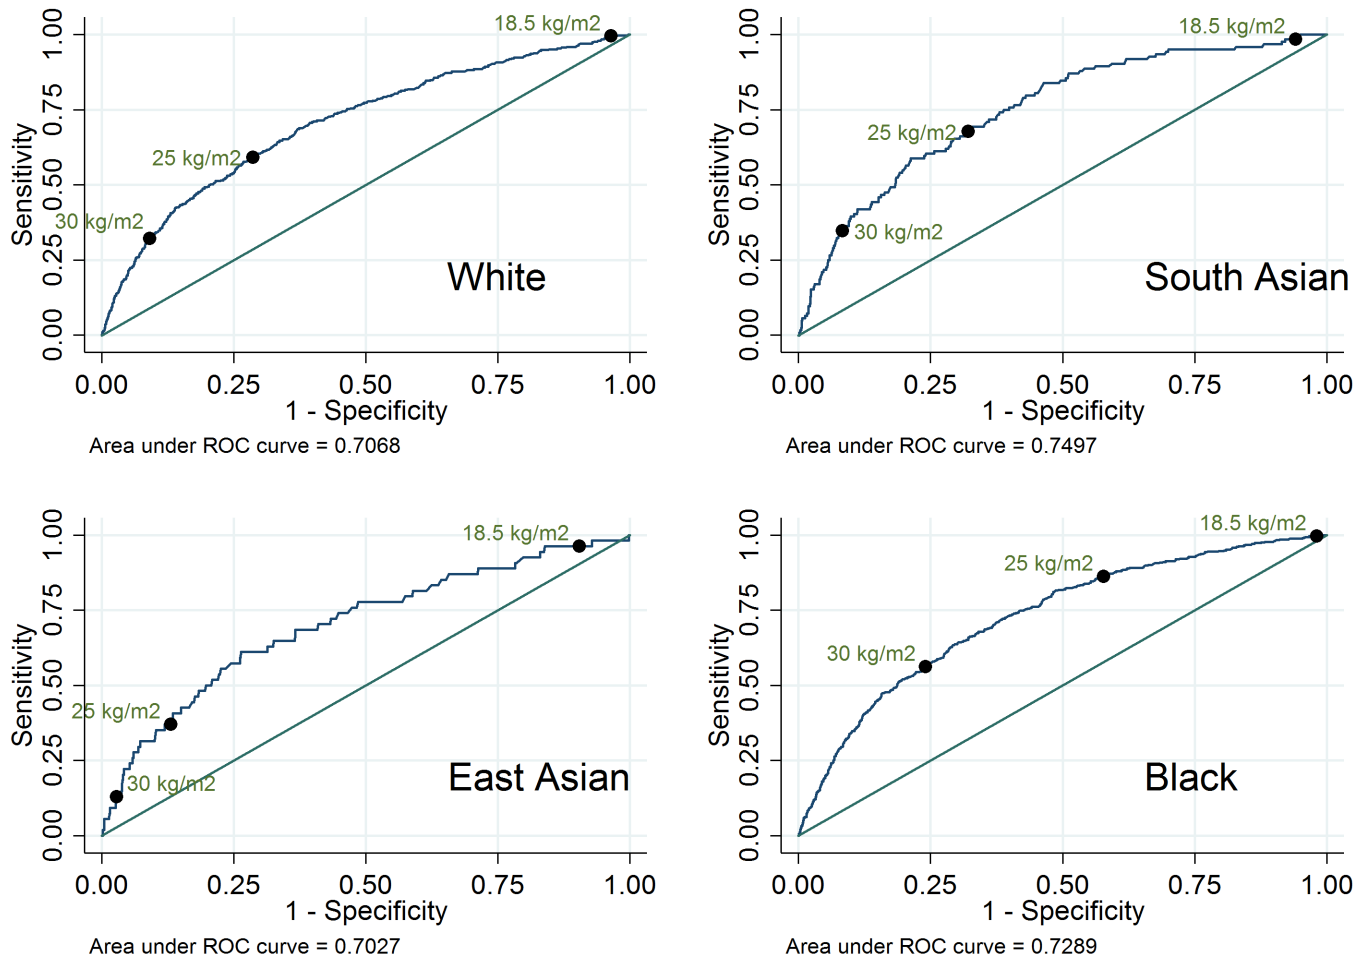 18.5 kg/m2
25 kg/m2
30 kg/m2
White
Sensitivity
0.00 0.25 0.50 0.75 1.00
0.00 0.25 0.50 0.75 1.00
1 - Specificity
Area under ROC curve = 0.7068
18.5 kg/m2
25 kg/m2
30 kg/m2
South Asian
Sensitivity
0.00 0.25 0.50 0.75 1.00
0.00 0.25 0.50 0.75 1.00
1 - Specificity
Area under ROC curve = 0.7497
18.5 kg/m2
25 kg/m2
30 kg/m2
East Asian
Sensitivity
0.00 0.25 0.50 0.75 1.00
0.00 0.25 0.50 0.75 1.00
1 - Specificity
Area under ROC curve = 0.7027
18.5 kg/m2
25 kg/m2
30 kg/m2
Black
Sensitivity
0.00 0.25 0.50 0.75 1.00
0.00 0.25 0.50 0.75 1.00
1 - Specificity
Area under ROC curve = 0.7289